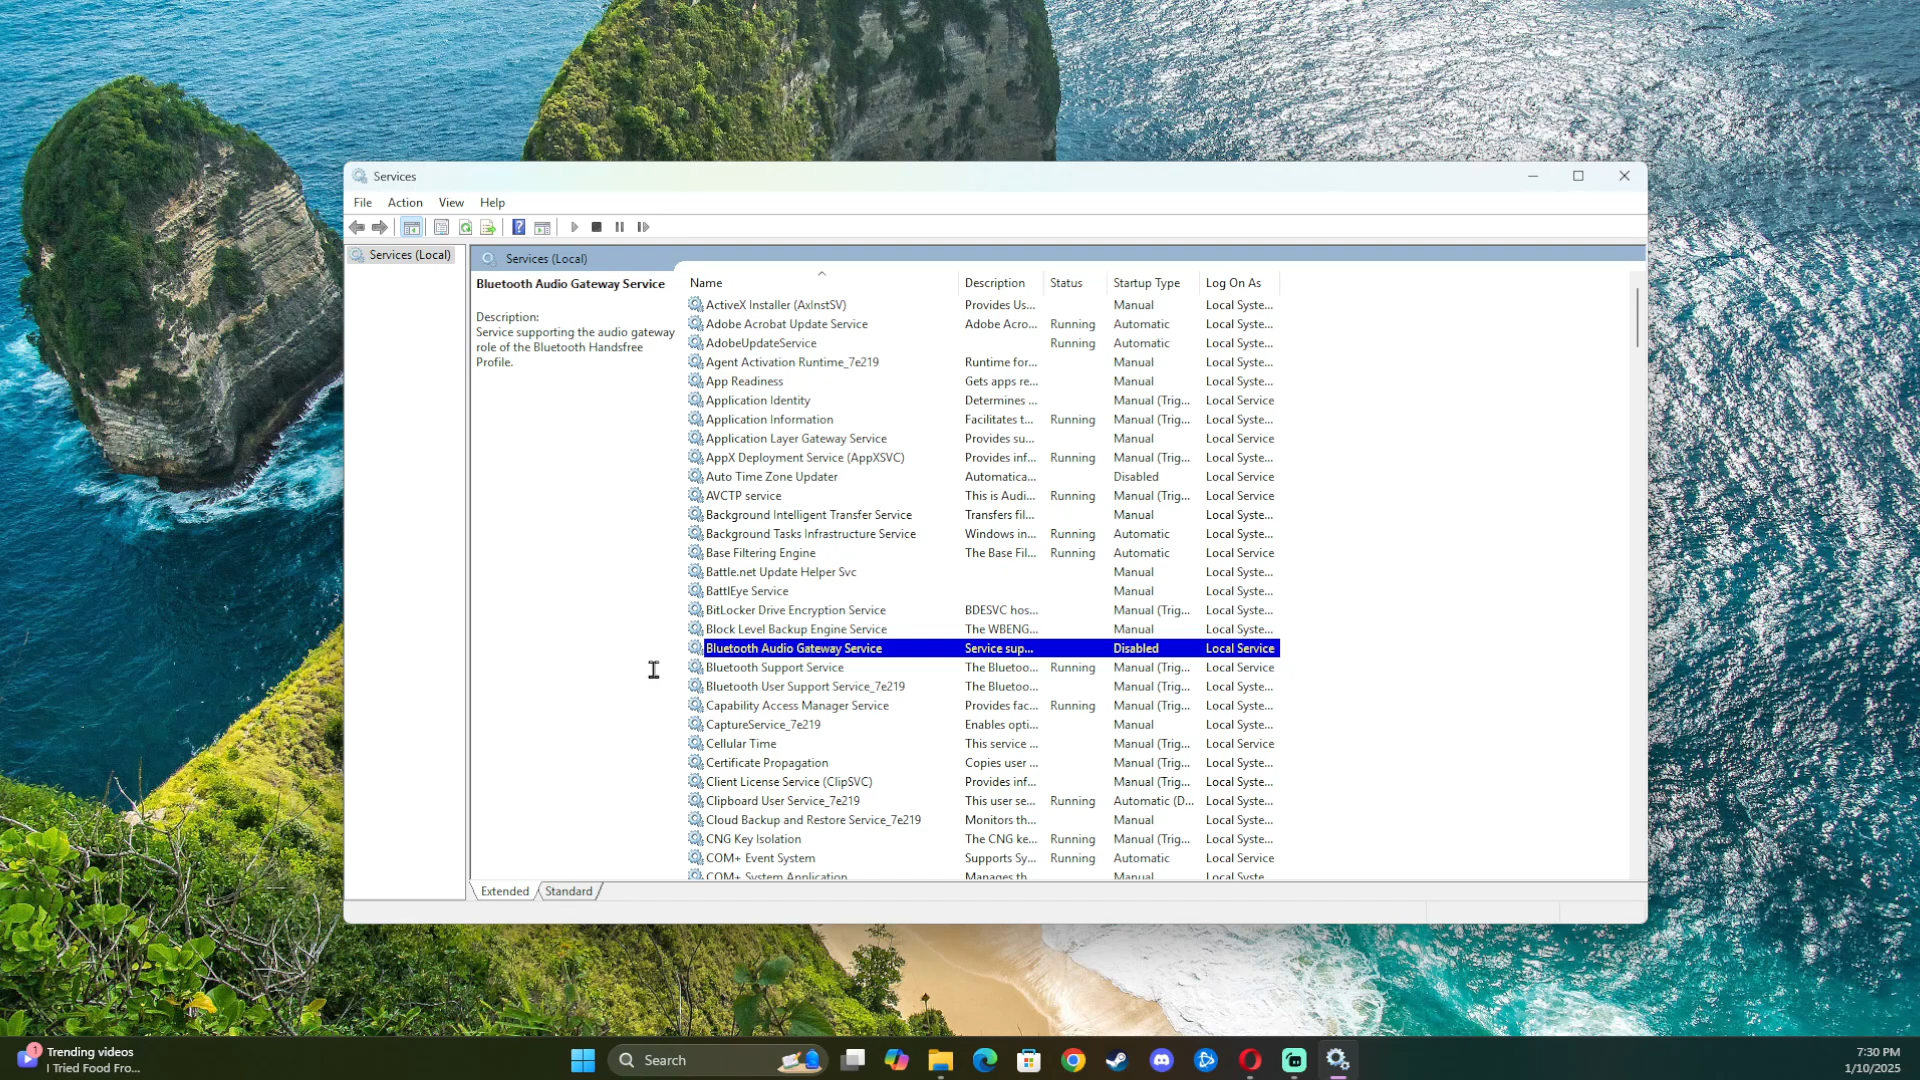 Services
File Action View Help
Services (Local)
Services (Local)
Bluetooth Audio Gateway Service
Description:
Service supporting the audio gateway
role of the Bluetooth Handsfree
Profile.
Name Description Status Startup Type Log On As
ActiveX Installer (AxInstSV) Provides Us... Manual Local Syste...
Adobe Acrobat Update Service Adobe Acro... Running Automatic Local Syste...
AdobeUpdateService Running Automatic Local Syste...
Agent Activation Runtime_7e219 Runtime for... Manual Local Syste...
App Readiness Gets apps re... Manual Local Syste...
Application Identity Determines ... Manual (Trig... Local Service
Application Information Facilitates t... Running Manual (Trig... Local Syste...
Application Layer Gateway Service Provides su... Manual Local Service
AppX Deployment Service (AppXSVC) Provides inf... Running Manual (Trig... Local Syste...
Auto Time Zone Updater Automatica... Disabled Local Service
AVCTP service This is Audi... Running Manual (Trig... Local Service
Background Intelligent Transfer Service Transfers fil... Manual Local Syste...
Background Tasks Infrastructure Service Windows in... Running Automatic Local Syste...
Base Filtering Engine The Base Fil... Running Automatic Local Service
Battle.net Update Helper Svc Manual Local Syste...
BattlEye Service Manual Local Syste...
BitLocker Drive Encryption Service BDESVC hos... Manual (Trig... Local Syste...
Block Level Backup Engine Service The WBENG... Manual Local Syste...
Bluetooth Audio Gateway Service Service sup... Disabled Local Service
Bluetooth Support Service The Bluetoo... Running Manual (Trig... Local Service
Bluetooth User Support Service_7e219 The Bluetoo... Manual (Trig... Local Syste...
Capability Access Manager Service Provides fac... Running Manual (Trig... Local Syste...
CaptureService_7e219 Enables opti... Manual Local Syste...
Cellular Time This service ... Manual (Trig... Local Service
Certificate Propagation Copies user ... Manual (Trig... Local Syste...
Client License Service (ClipSVC) Provides inf... Manual (Trig... Local Syste...
Clipboard User Service_7e219 This user se... Running Automatic (D... Local Syste...
Cloud Backup and Restore Service_7e219 Monitors th... Manual Local Syste...
CNG Key Isolation The CNG ke... Running Manual (Trig... Local Syste...
COM+ Event System Supports Sy... Running Automatic Local Service
COM+ System Application Manages th... Manual Local Syste...
Extended Standard
1 Trending videos
I Tried Food Fro...
Search
7:30 PM
1/10/2025